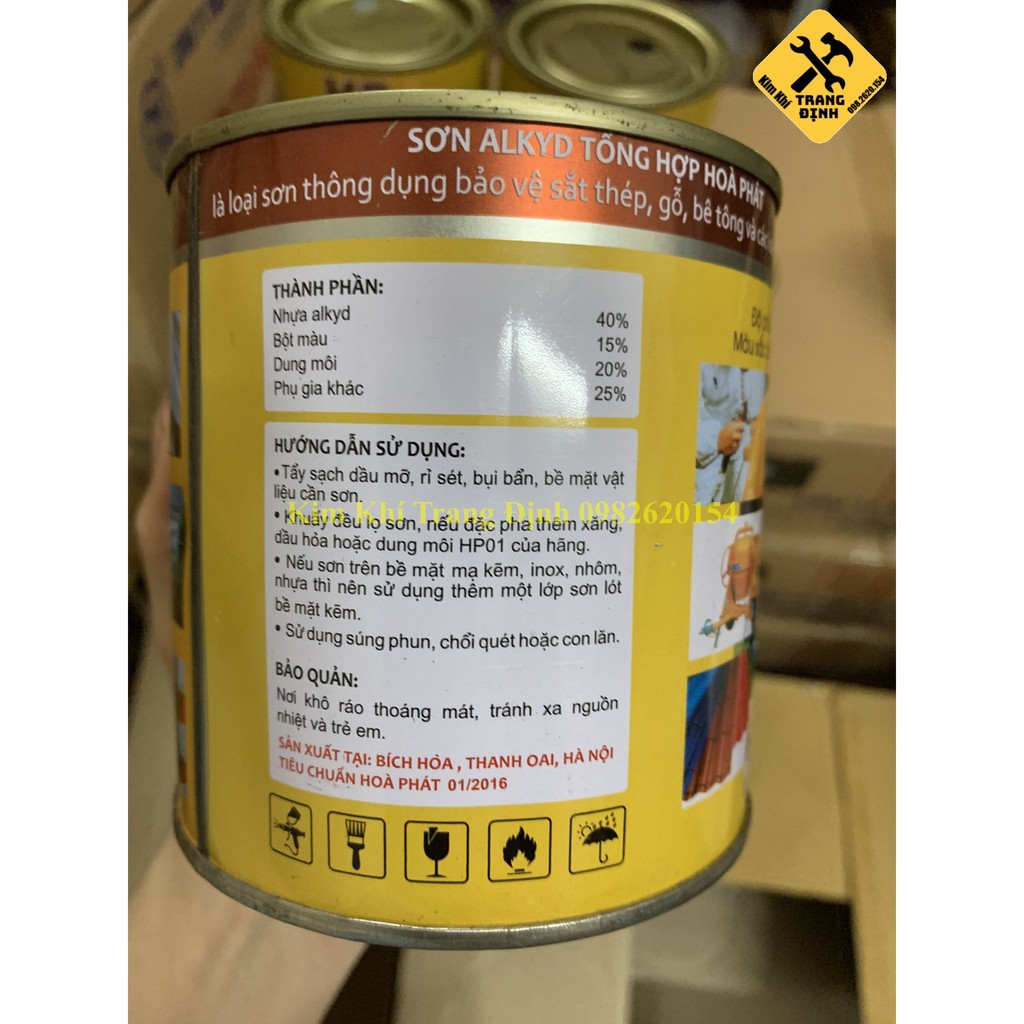 Kim Khí
TRANG
ĐỊNH
098.2620.154
SƠN ALKYD TỔNG HỢP HOÀ PHÁT
là loại sơn thông dụng bảo vệ sắt thép, gỗ, bê tông và các
THÀNH PHẦN:
Nhựa alkyd 40%
Bột màu 15%
Dung môi 20%
Phụ gia khác 25%
HƯỚNG DẪN SỬ DỤNG:
•Tẩy sạch dầu mỡ, rỉ sét, bụi bẩn, bề mặt vật
liệu cần sơn.
Kim Khí Trang Định 0982620154
• Khuấy đều lọ sơn, nếu đặc pha thêm xăng,
dầu hỏa hoặc dung môi HP01 của hãng.
• Nếu sơn trên bề mặt mạ kẽm, inox, nhôm,
nhựa thì nên sử dụng thêm một lớp sơn lót
bề mặt kẽm.
• Sử dụng súng phun, chổi quét hoặc con lăn.
BẢO QUẢN:
Nơi khô ráo thoáng mát, tránh xa nguồn
nhiệt và trẻ em.
SẢN XUẤT TẠI: BÍCH HÒA , THANH OAI, HÀ NỘI
TIÊU CHUẨN HOÀ PHÁT 01/2016
Độ
Màu sắc